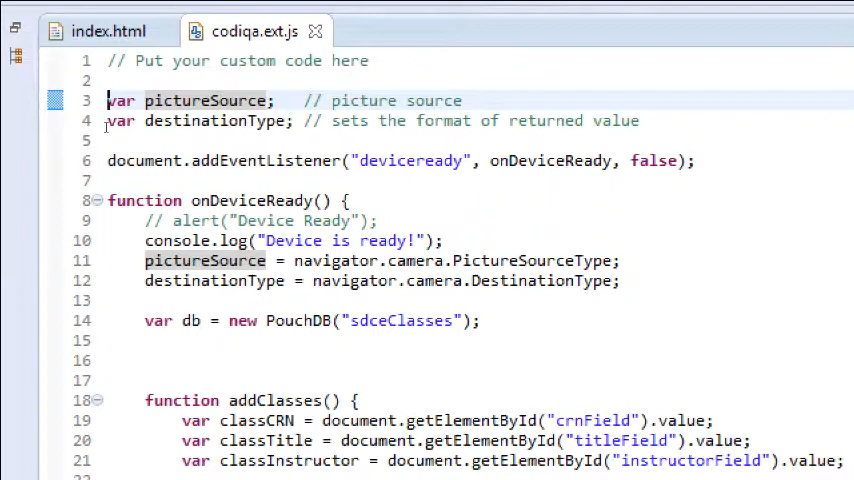 index.html codiqa.ext.js
1 // Put your custom code here
2
3 var pictureSource; // picture source
4 var destinationType; // sets the format of returned value
5
6 document.addEventListener("deviceready", onDeviceReady, false);
7
8 function onDeviceReady() {
9 // alert("Device Ready");
10 console.log("Device is ready!");
11 pictureSource = navigator.camera.PictureSourceType;
12 destinationType = navigator.camera.DestinationType;
13
14 var db = new PouchDB("sdceClasses");
15
16
17
18 function addClasses() {
19 var classCRN = document.getElementById("crnField").value;
20 var classTitle = document.getElementById("titleField").value;
21 var classInstructor = document.getElementById("instructorField").value;
22